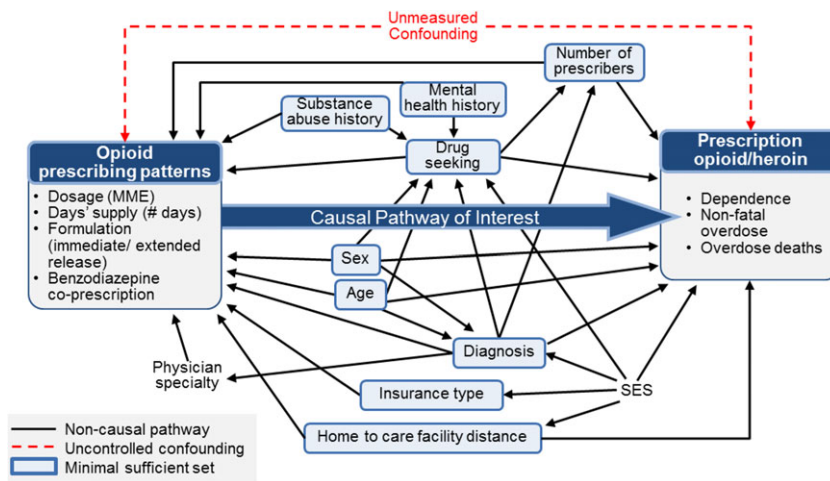 Unmeasured
Confounding
Number of
prescribers
Mental
health history
Substance
abuse history
Drug
seeking
Opioid
prescribing patterns
• Dosage (MME)
• Days' supply (# days)
• Formulation
(immediate/ extended
release)
• Benzodiazepine
co-prescription
Prescription
opioid/heroin
• Dependence
• Non-fatal
overdose
• Overdose deaths
Causal Pathway of Interest
Sex
Age
Diagnosis
Physician
specialty
Insurance type
SES
Home to care facility distance
Non-causal pathway
Uncontrolled confounding
Minimal sufficient set